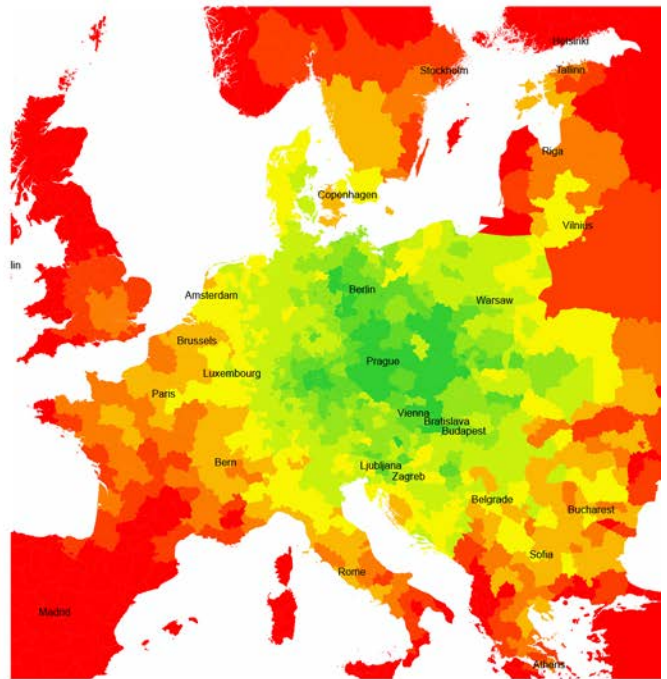 Helsinki
Stockholm
Tallinn
Riga
Copenhagen
Vilnius
lin
Berlin
Amsterdam
Warsaw
Brussels
Prague
Luxembourg
Paris
Vienna
Bratislava
Budapest
Bern
Ljubljana
Zagreb
Belgrade
Bucharest
Sofia
Rome
Madrid
Athens